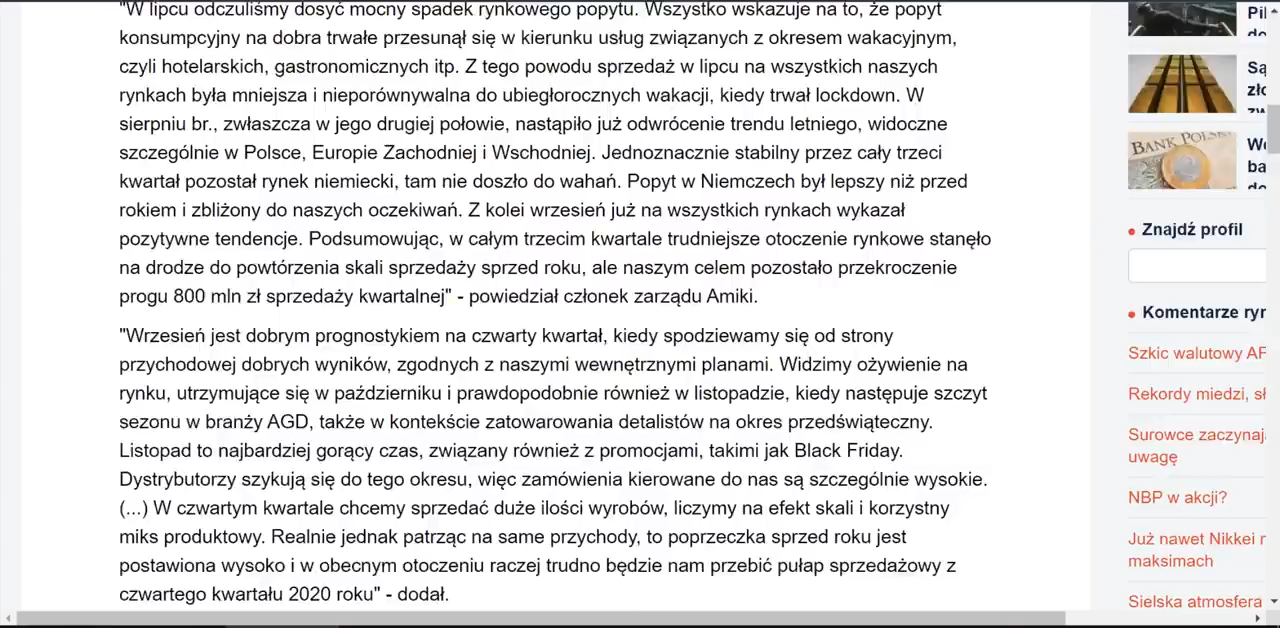 "W lipcu odczuliśmy dosyć mocny spadek rynkowego popytu. Wszystko wskazuje na to, że popyt
konsumpcyjny na dobra trwałe przesunął się w kierunku usług związanych z okresem wakacyjnym,
czyli hotelarskich, gastronomicznych itp. Z tego powodu sprzedaż w lipcu na wszystkich naszych
rynkach była mniejsza i nieporównywalna do ubiegłorocznych wakacji, kiedy trwał lockdown. W
sierpniu br., zwłaszcza w jego drugiej połowie, nastąpiło już odwrócenie trendu letniego, widoczne
szczególnie w Polsce, Europie Zachodniej i Wschodniej. Jednoznacznie stabilny przez cały trzeci
kwartał pozostał rynek niemiecki, tam nie doszło do wahań. Popyt w Niemczech był lepszy niż przed
rokiem i zbliżony do naszych oczekiwań. Z kolei wrzesień już na wszystkich rynkach wykazał
pozytywne tendencje. Podsumowując, w całym trzecim kwartale trudniejsze otoczenie rynkowe stanęło
na drodze do powtórzenia skali sprzedaży sprzed roku, ale naszym celem pozostało przekroczenie
progu 800 mln zł sprzedaży kwartalnej" - powiedział członek zarządu Amiki.
"Wrzesień jest dobrym prognostykiem na czwarty kwartał, kiedy spodziewamy się od strony
przychodowej dobrych wyników, zgodnych z naszymi wewnętrznymi planami. Widzimy ożywienie na
rynku, utrzymujące się w październiku i prawdopodobnie również w listopadzie, kiedy następuje szczyt
sezonu w branży AGD, także w kontekście zatowarowania detalistów na okres przedświąteczny.
Listopad to najbardziej gorący czas, związany również z promocjami, takimi jak Black Friday.
Dystrybutorzy szykują się do tego okresu, więc zamówienia kierowane do nas są szczególnie wysokie.
(...) W czwartym kwartale chcemy sprzedać duże ilości wyrobów, liczymy na efekt skali i korzystny
miks produktowy. Realnie jednak patrząc na same przychody, to poprzeczka sprzed roku jest
postawiona wysoko i w obecnym otoczeniu raczej trudno będzie nam przebić pułap sprzedażowy z
czwartego kwartału 2020 roku" - dodał.
BANK POLSK
Znajdź profil
Komentarze
Szkic walutowy
Rekordy miedzi,
Surowce
uwagę
NBP w akcji?
Już nawet Nikkei
maksimach
Sielska atmosfera